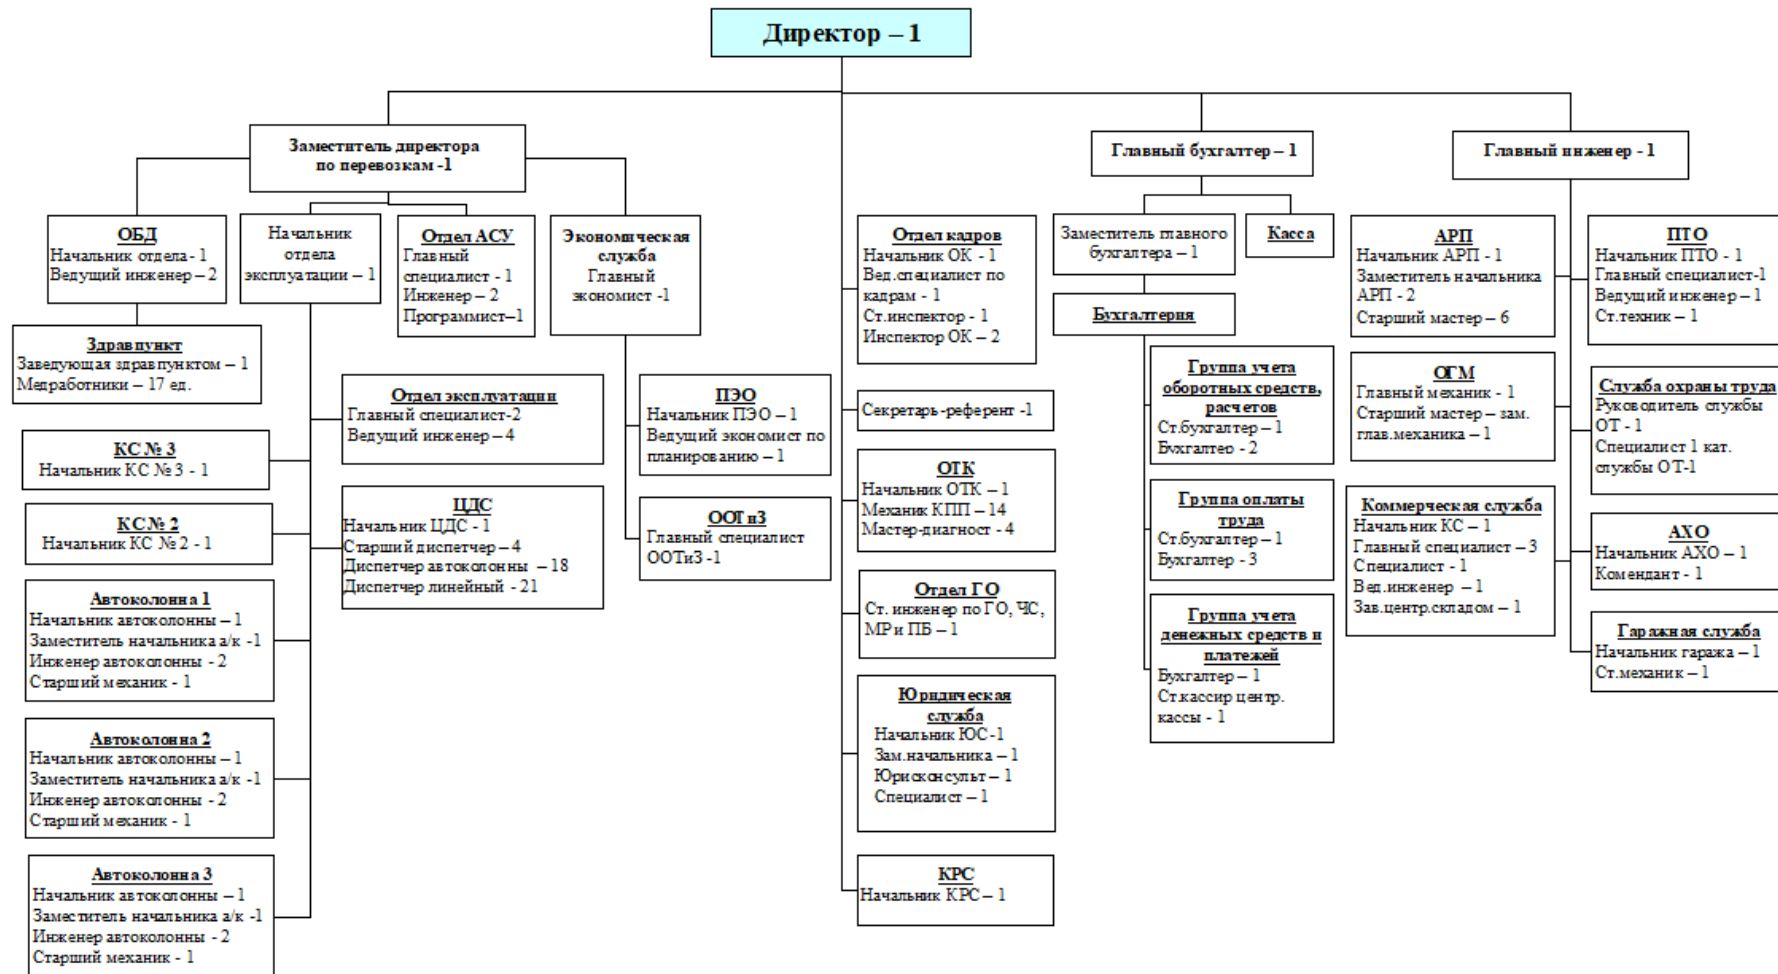 Директор – 1
Заместитель директора
по перевозкам -1
Главный бухгалтер – 1
Главный инженер - 1
ОБД
Начальник отдела- 1
Ведущий инженер – 2
Начальник
отдела
эксплуатации – 1
Отдел АСУ
Главный
специалист - 1
Инженер – 2
Программист–1
Экономическая
служба
Главный
экономист -1
Отдел кадров
Начальник ОК - 1
Вед.специалист по
кадрам - 1
Ст.инспектор - 1
Инспектор ОК – 2
Заместитель главного
бухгалтера – 1
Касса
АРП
Начальник АРП - 1
Заместитель начальника
АРП - 2
Старший мастер – 6
ПТО
Начальник ПТО - 1
Главный специалист-1
Ведущий инженер – 1
Ст.техник – 1
Здравпункт
Заведующая здравпунктом – 1
Медработники – 17 ед.
Бухгалтерия
Отдел эксплуатации
Главный специалист-2
Ведущий инженер – 4
ПЭО
Начальник ПЭО – 1
Ведущий экономист по
планированию – 1
Секретарь-референт -1
Группа учета
оборотных средств,
расчетов
Ст.бухгалтер – 1
Бухгалтер - 2
ОГМ
Главный механик - 1
Старший мастер – зам.
глав.механика – 1
Служба охраны труда
Руководитель службы
ОТ - 1
Специалист 1 кат.
службы ОТ-1
КС № 3
Начальник КС № 3 - 1
КС № 2
Начальник КС № 2 - 1
ЦДС
Начальник ЦДС - 1
Старший диспетчер – 4
Диспетчер автоколонны – 18
Диспетчер линейный - 21
ООТиЗ
Главный специалист
ООТиЗ -1
ОТК
Начальник ОТК – 1
Механик КПП – 14
Мастер-диагност - 4
Группа оплаты
труда
Ст.бухгалтер – 1
Бухгалтер - 3
Коммерческая служба
Начальник КС – 1
Главный специалист – 3
Специалист - 1
Вед.инженер – 1
Зав.центр.складом – 1
АХО
Начальник АХО – 1
Комендант - 1
Автоколонна 1
Начальник автоколонны – 1
Заместитель начальника а/к -1
Инженер автоколонны - 2
Старший механик - 1
Отдел ГО
Ст. инженер по ГО, ЧС,
МР и ПБ – 1
Группа учета
денежных средств и
платежей
Бухгалтер – 1
Ст.кассир центр.
кассы - 1
Гаражная служба
Начальник гаража – 1
Ст.механик – 1
Автоколонна 2
Начальник автоколонны – 1
Заместитель начальника а/к -1
Инженер автоколонны - 2
Старший механик - 1
Юридическая
служба
Начальник ЮС -1
Зам.начальника – 1
Юрисконсульт – 1
Специалист – 1
Автоколонна 3
Начальник автоколонны – 1
Заместитель начальника а/к -1
Инженер автоколонны - 2
Старший механик - 1
КРС
Начальник КРС – 1